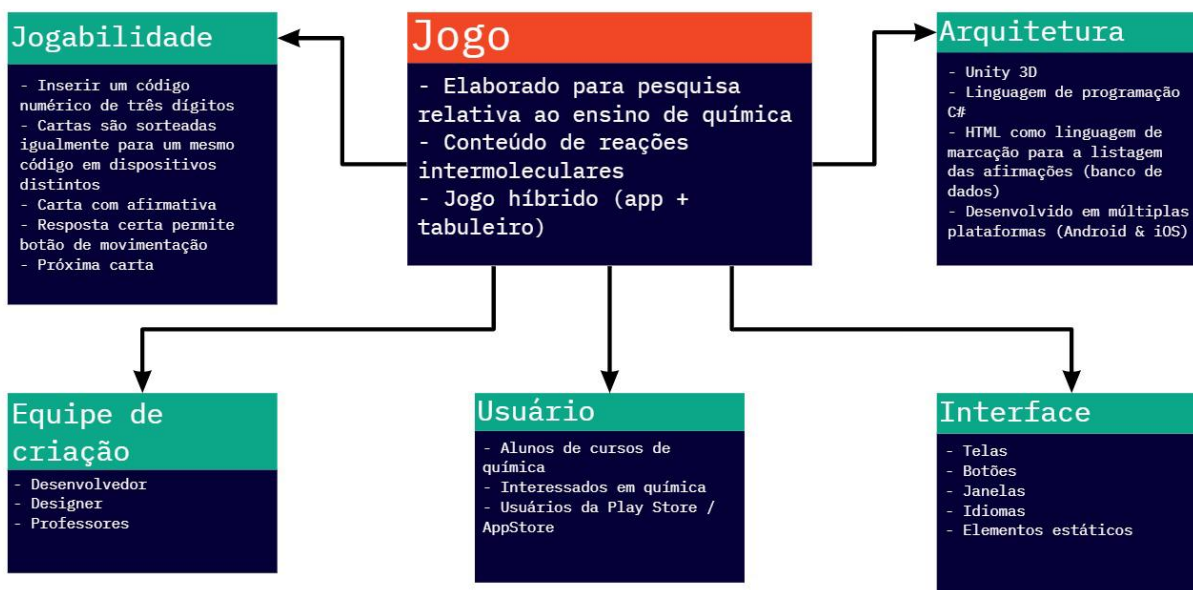 Jogabilidade
- Inserir um código
numérico de três dígitos
- Cartas são sorteadas
igualmente para um mesmo
código em dispositivos
distintos
- Carta com afirmativa
- Resposta certa permite
botão de movimentação
- Próxima carta
Jogo
- Elaborado para pesquisa
relativa ao ensino de química
- Conteúdo de reações
intermoleculares
- Jogo híbrido (app +
tabuleiro)
Arquitetura
- Unity 3D
- Linguagem de programação
C#
- HTML como linguagem de
marcação para a listagem
das afirmações (banco de
dados)
- Desenvolvido em múltiplas
plataformas (Android & iOS)
Equipe de
criação
- Desenvolvedor
- Designer
- Professores
Usuário
- Alunos de cursos de
química
- Interessados em química
- Usuários da Play Store /
AppStore
Interface
- Telas
- Botões
- Janelas
- Idiomas
- Elementos estáticos